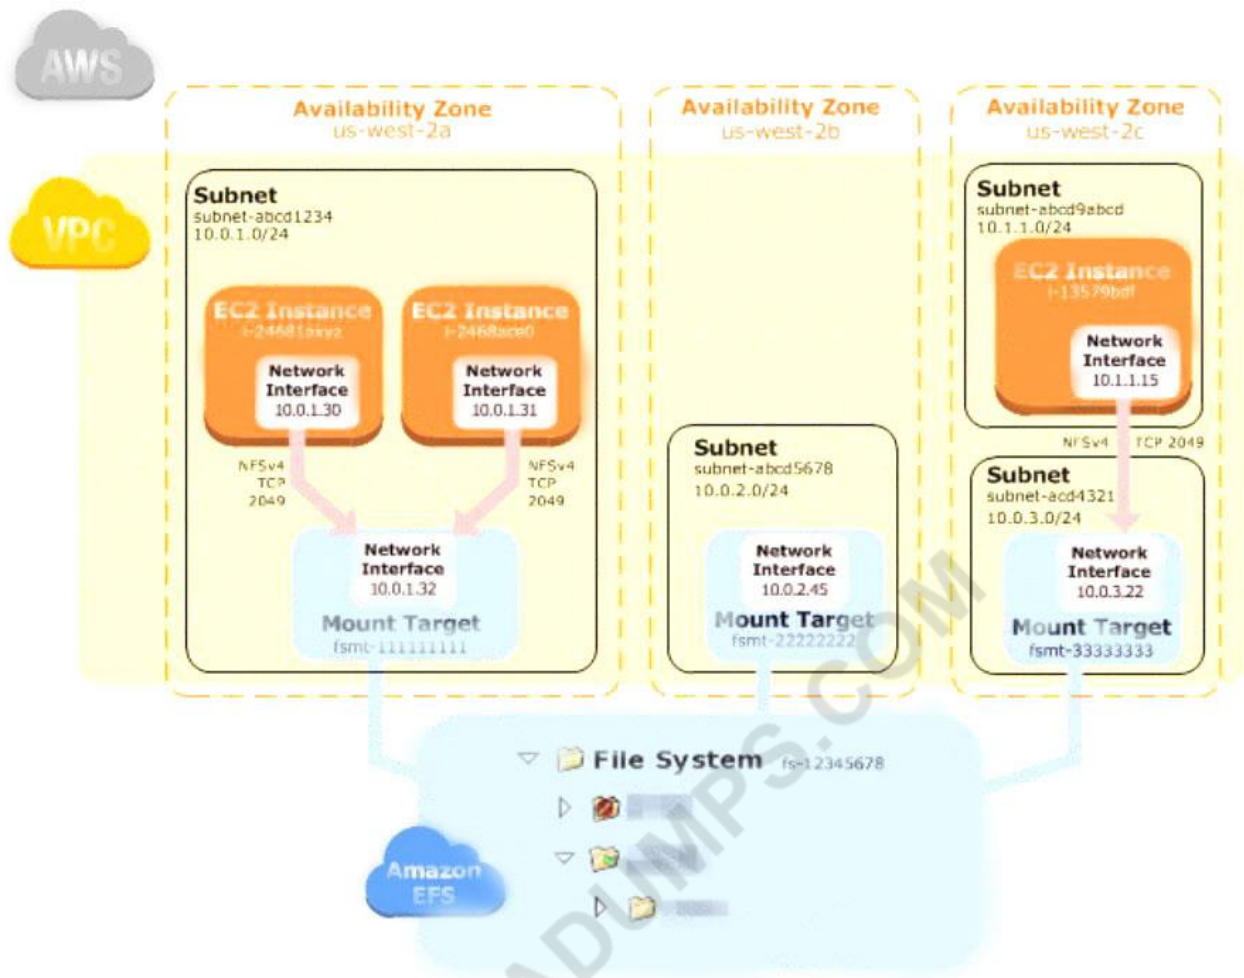 AWS
Availability Zone
us-west-2a
Availability Zone
us-west-2b
Availability Zone
us-west-2c
VPC
Subnet
subnet-abcd1234
10.0.1.0/24
EC2 Instance
i-24681axyz
Network
Interface
10.0.1.30
EC2 Instance
i-2468ace0
Network
Interface
10.0.1.31
NFSv4
TCP
2049
NFSv4
TCP
2049
Network
Interface
10.0.1.32
Mount Target
fsmt-111111111
Subnet
subnet-abcd5678
10.0.2.0/24
Network
Interface
10.0.2.45
Mount Target
fsmt-22222222
Subnet
subnet-abcd9abcd
10.1.1.0/24
EC2 Instance
i-13579bdf
Network
Interface
10.1.1.15
NFSv4 TCP 2049
Subnet
subnet-acd4321
10.0.3.0/24
Network
Interface
10.0.3.22
Mount Target
fsmt-33333333
File System fs-12345678
Amazon
EFS
ADUMPS.COM